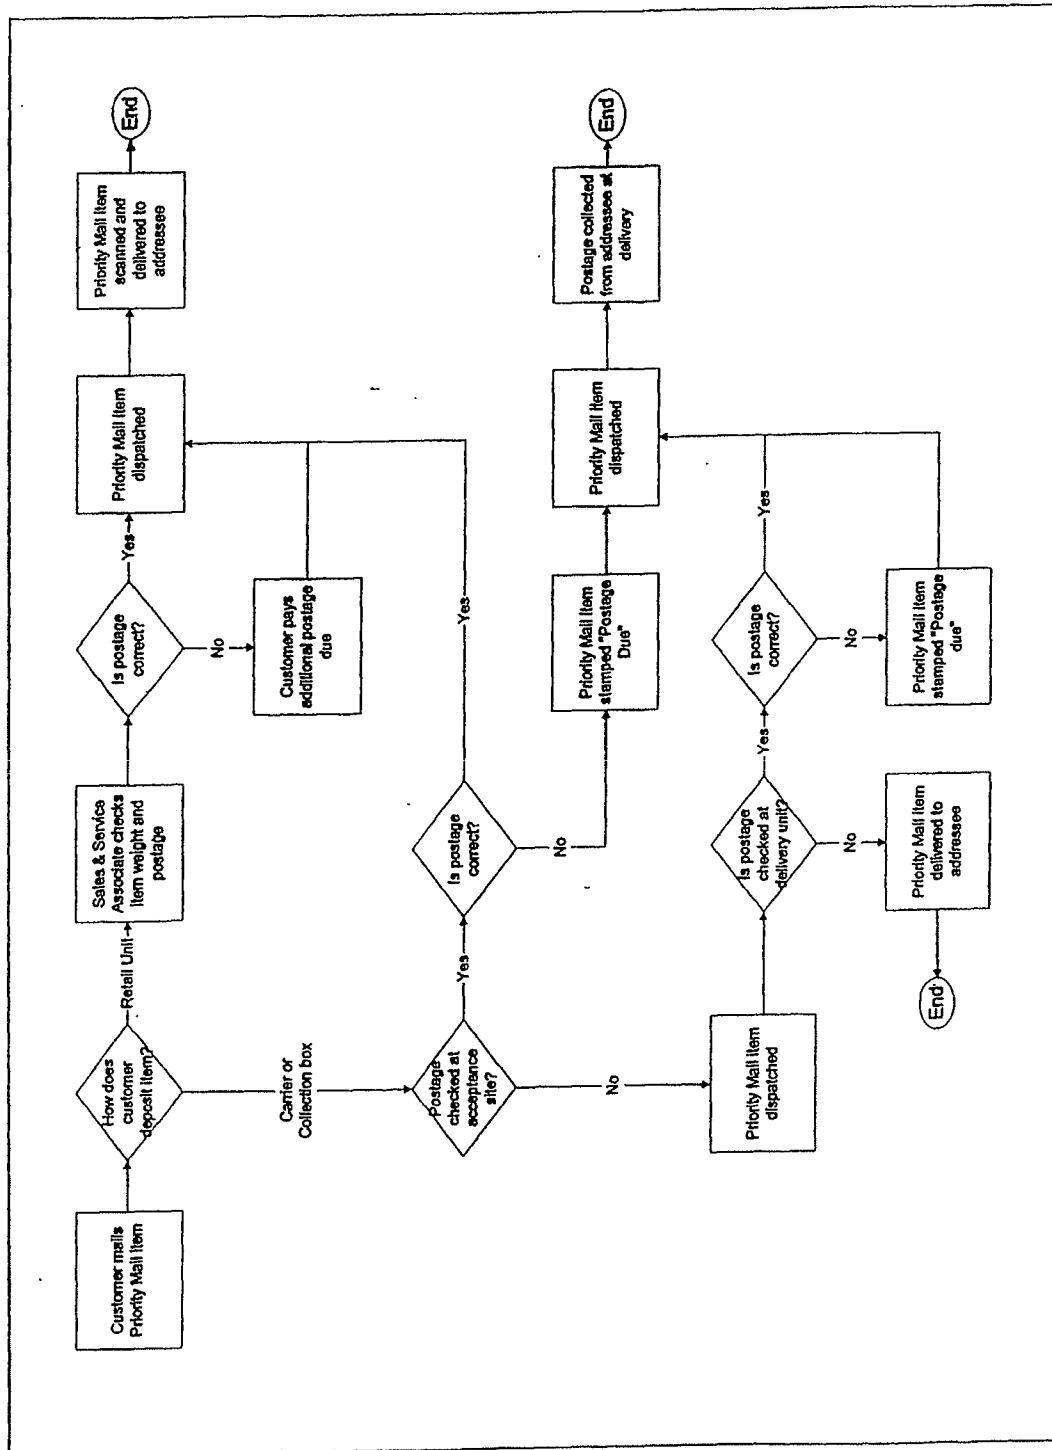 Customer mails
Priority Mail Item
How does
customer
deposit item?
Retail Unit
Sales & Service
Associate checks
item weight and
postage
Is postage
correct?
Yes
Priority Mail Item
dispatched
Priority Mail Item
scanned and
delivered to
addressee
End
No
Customer pays
additional postage
due
Carrier or
Collection box
Postage
checked at
acceptance
site?
Yes
Is postage
correct?
Yes
No
Priority Mail Item
stamped "Postage
Due"
Priority Mail Item
dispatched
Postage collected
from addressee at
delivery
End
No
Priority Mail Item
dispatched
Is postage
checked at
delivery unit?
Yes
Is postage
correct?
Yes
No
Priority Mail Item
delivered to
addressee
End
No
Priority Mail Item
stamped "Postage
due"